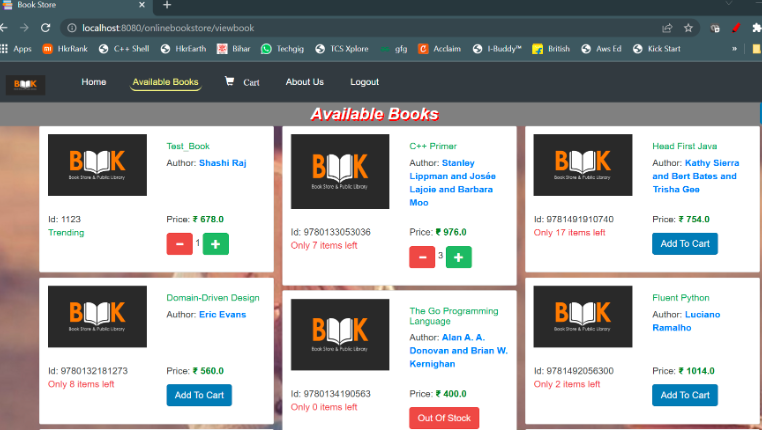 Book Store
localhost:8080/onlinebookstore/viewbook
Apps HkrRank C++ Shell HkrEarth Bihar Techgig TCS Xplore gfg Acclaim I-Buddy™ British Aws Ed Kick Start »
BOOK Home Available Books Cart About Us Logout
Available Books
BOOK
Book Store & Public Library
Test_Book
Author: Shashi Raj
Id: 1123
Trending
Price: ₹ 678.0
− 1 +
BOOK
Book Store & Public Library
C++ Primer
Author: Stanley
Lippman and Josée
Lajoie and Barbara
Moo
Id: 9780133053036
Only 7 items left
Price: ₹ 976.0
− 3 +
BOOK
Book Store & Public Library
Head First Java
Author: Kathy Sierra
and Bert Bates and
Trisha Gee
Id: 9781491910740
Only 17 items left
Price: ₹ 754.0
Add To Cart
BOOK
Book Store & Public Library
Domain-Driven Design
Author: Eric Evans
Id: 9780132181273
Only 8 items left
Price: ₹ 560.0
Add To Cart
BOOK
Book Store & Public Library
The Go Programming
Language
Author: Alan A. A.
Donovan and Brian W.
Kernighan
Id: 9780134190563
Only 0 items left
Price: ₹ 400.0
Out Of Stock
BOOK
Book Store & Public Library
Fluent Python
Author: Luciano
Ramalho
Id: 9781492056300
Only 2 items left
Price: ₹ 1014.0
Add To Cart